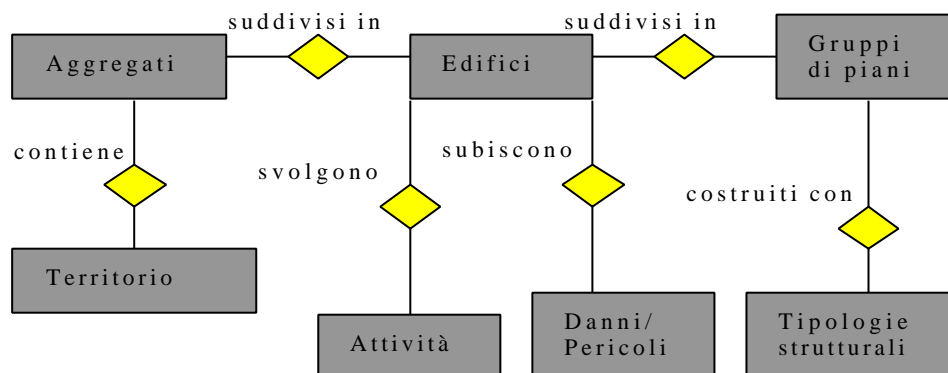 suddivisi in
suddivisi in
Aggregati
Edifici
Gruppi
di piani
contiene
svolgono
subiscono
costruiti con
Territorio
Attività
Danni/
Pericoli
Tipologie
strutturali